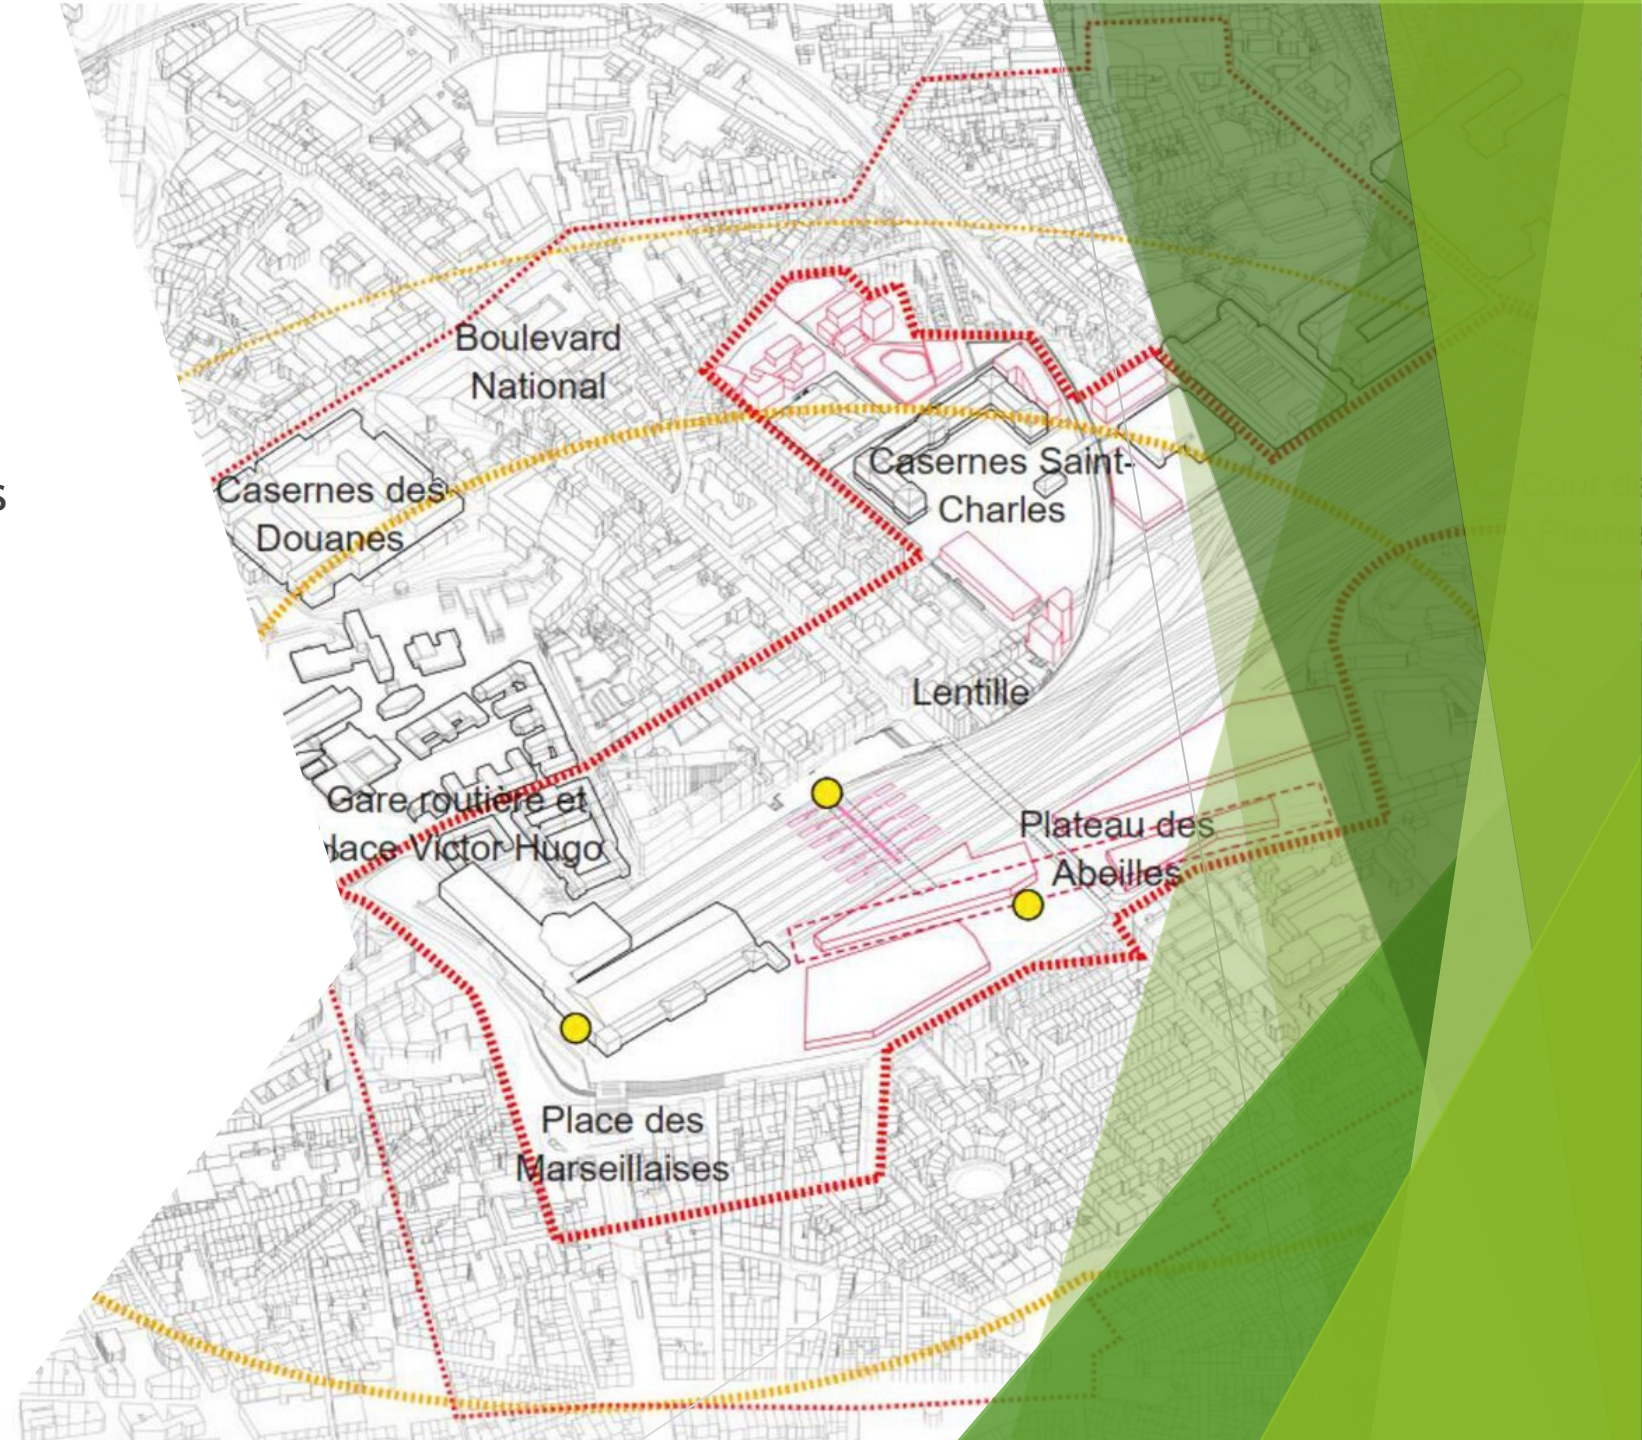 Boulevard
National
Casernes Saint-
Charles
Casernes des
Douanes
s
Lentille
Gare routière et
lace Victor Hugo
Plateau des
Abeilles
Place des
Marseillaises